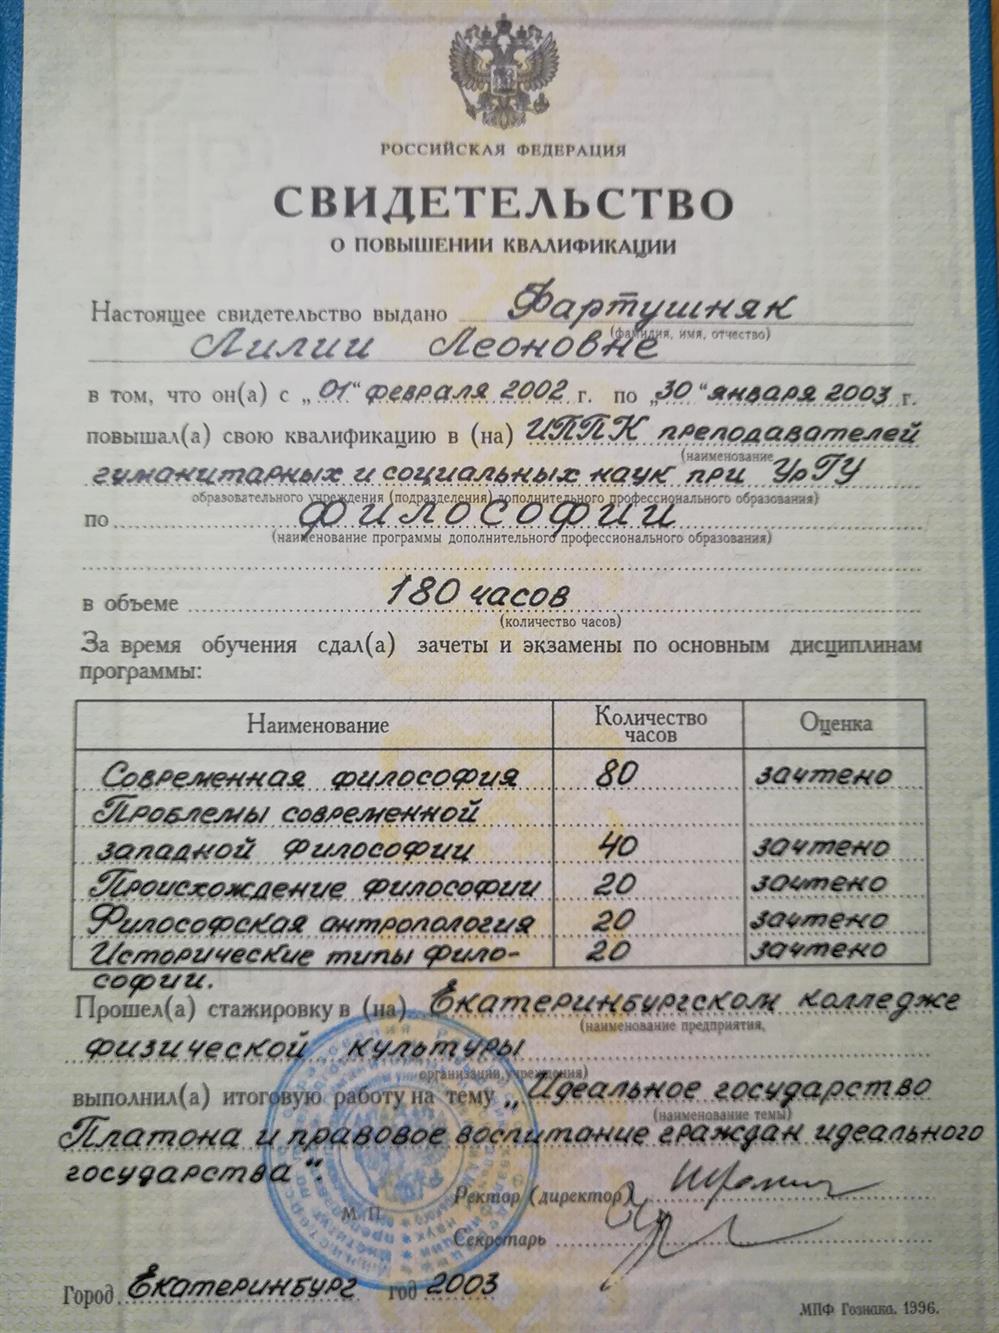 РОССИЙСКАЯ ФЕДЕРАЦИЯ
СВИДЕТЕЛЬСТВО
О ПОВЫШЕНИИ КВАЛИФИКАЦИИ
Настоящее свидетельство выдано Фартушняк
(фамилия, имя, отчество)
Лилии Леоновне
в том, что он(а) с „01“ февраля 2002 г. по „30“ января 2003 г.
повышал(а) свою квалификацию в (на) ИППК преподавателей
(наименование
гуманитарных и социальных наук при УрГУ
образовательного учреждения (подразделения) дополнительного профессионального образования)
по философии
(наименование программы дополнительного профессионального образования)
в объеме 180 часов
(количество часов)
За время обучения сдал(а) зачеты и экзамены по основным дисциплинам
программы:
Наименование Количество часов Оценка
Современная философия 80 зачтено
Проблемы современной
западной философии 40 зачтено
Происхождение философии 20 зачтено
Философская антропология 20 зачтено
Исторические типы фило- 20 зачтено
софии.
Прошел(а) стажировку в (на) Екатеринбургском колледже
(наименование предприятия,
физической культуры
организации, учреждения)
выполнил(а) итоговую работу на тему „Идеальное государство
(наименование темы)
Платона и правовое воспитание граждан идеального
государства“.
Ректор (директор)
М. П.
Секретарь
Город Екатеринбург год 2003
МПФ Гознака. 1996.